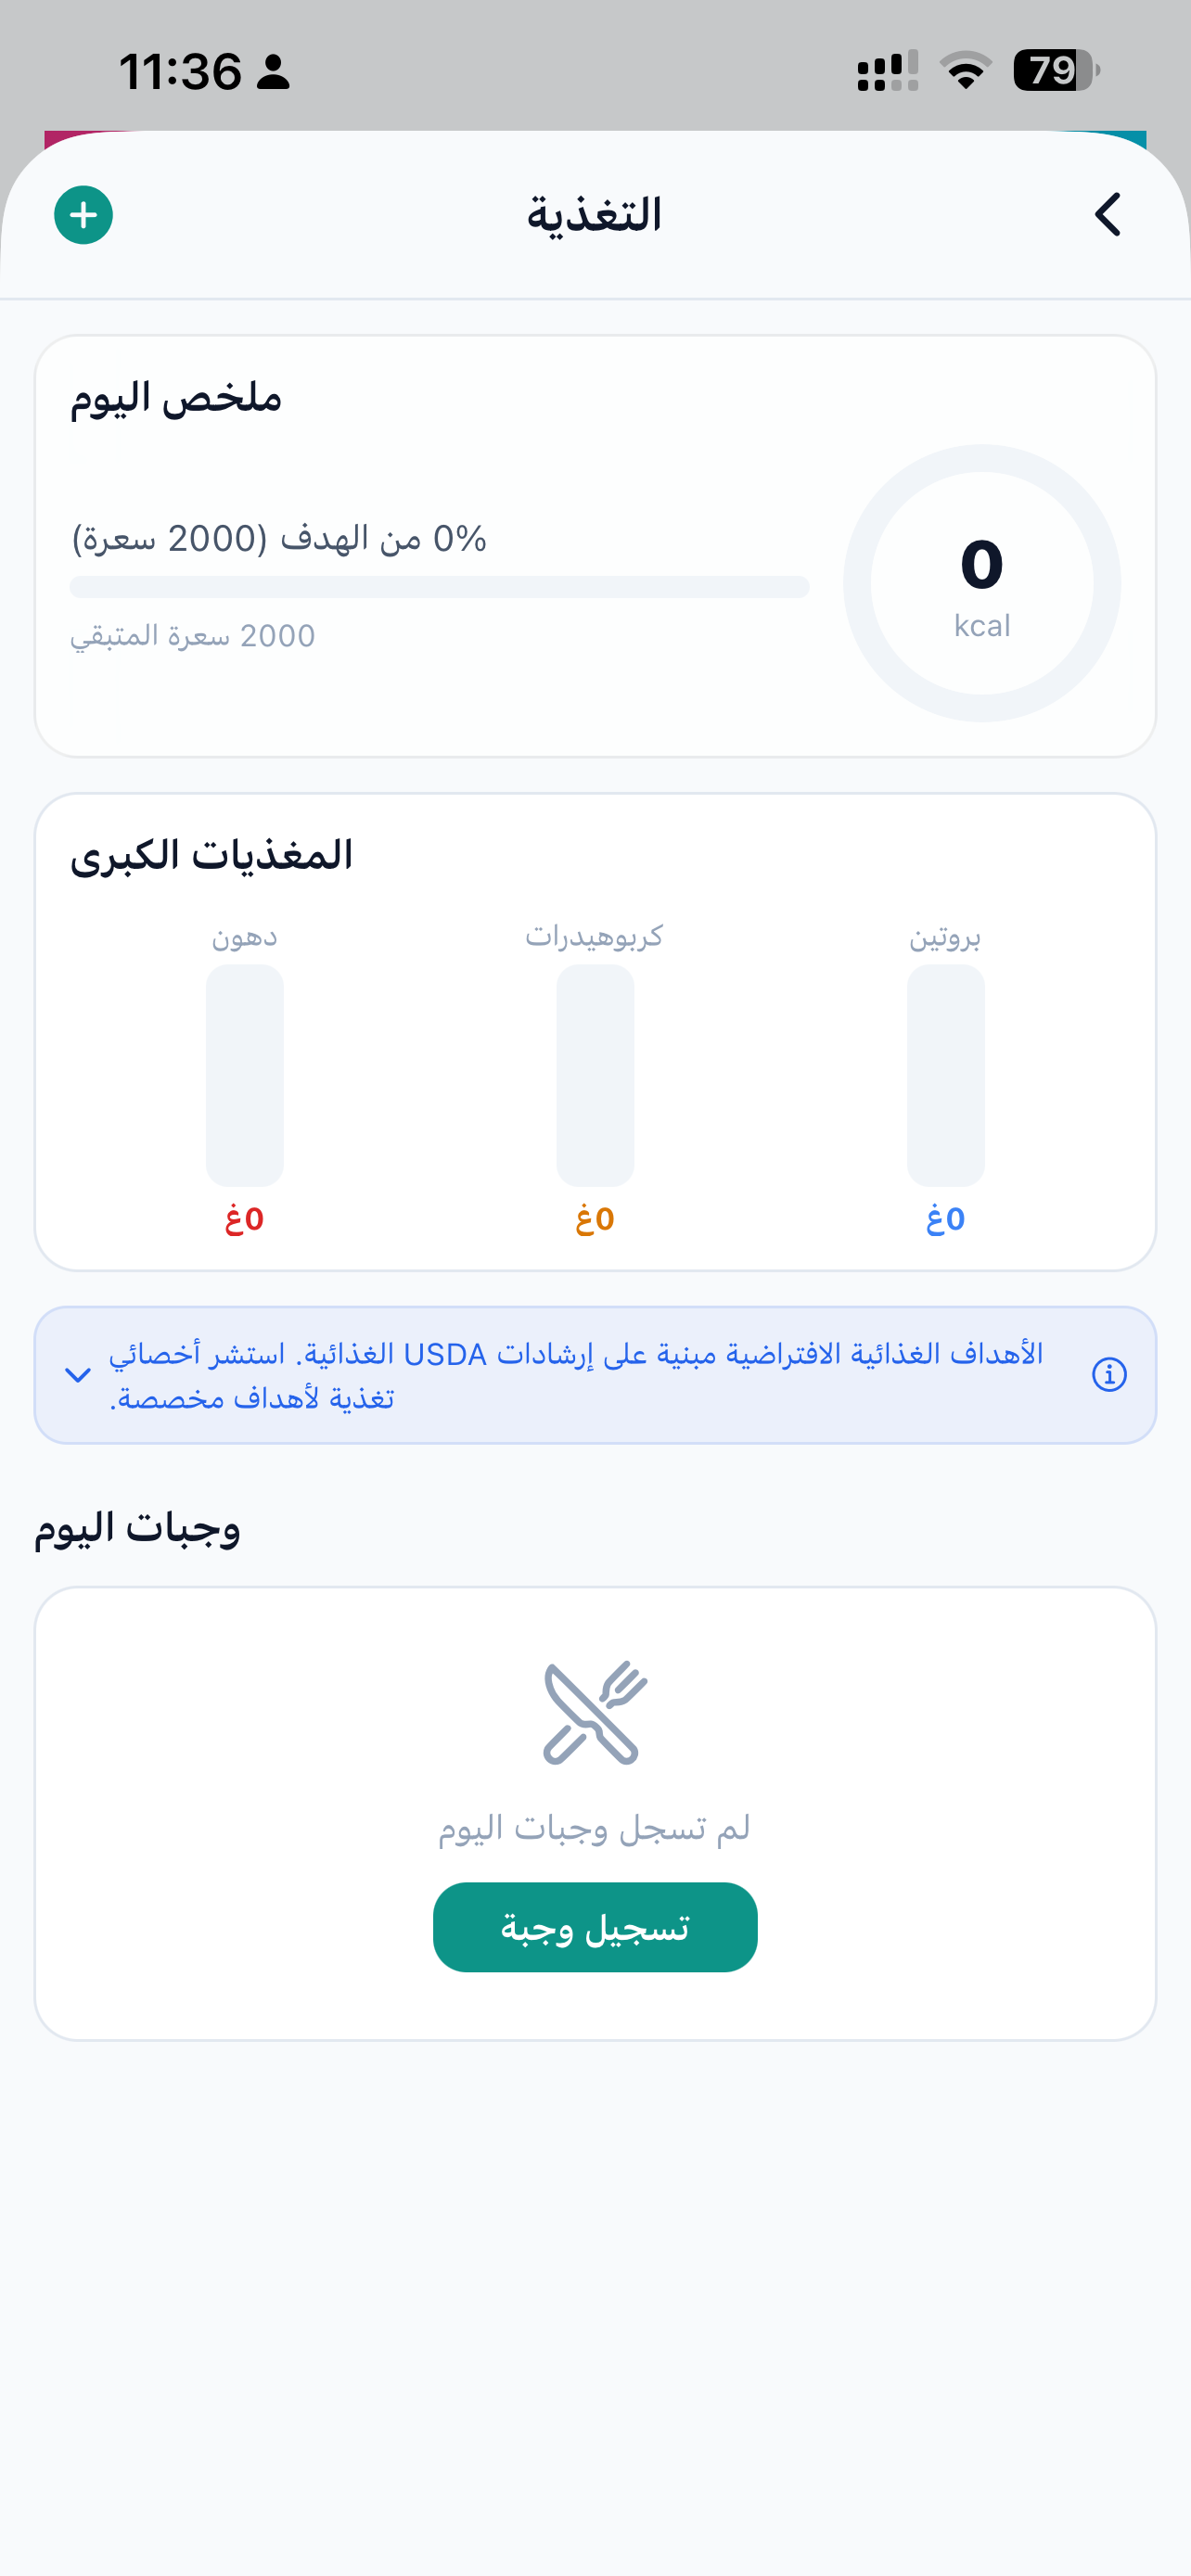 11:36
79
التغذية
ملخص اليوم
0% من الهدف (2000 سعرة)
2000 سعرة المتبقي
0
kcal
المغذيات الكبرى
بروتين
كربوهيدرات
دهون
0غ
0غ
0غ
الأهداف الغذائية الافتراضية مبنية على إرشادات USDA الغذائية. استشر أخصائي
تغذية لأهداف مخصصة.
وجبات اليوم
لم تسجل وجبات اليوم
تسجيل وجبة